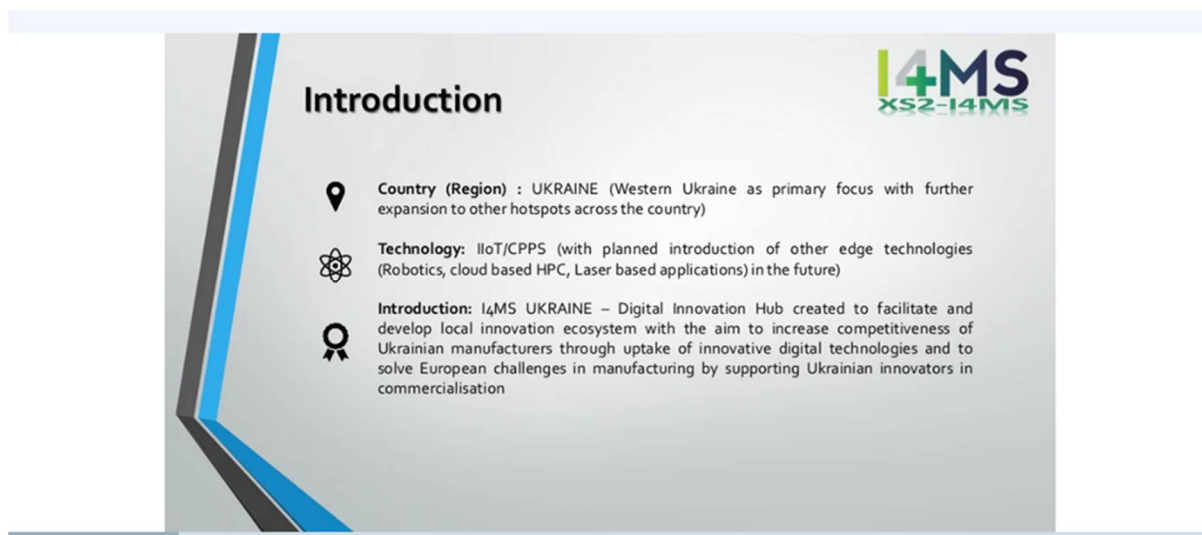 Introduction
I4MS
XS2-I4MS
Country (Region) : UKRAINE (Western Ukraine as primary focus with further
expansion to other hotspots across the country)
Technology: IIoT/CPPS (with planned introduction of other edge technologies
(Robotics, cloud based HPC, Laser based applications) in the future)
Introduction: I4MS UKRAINE – Digital Innovation Hub created to facilitate and
develop local innovation ecosystem with the aim to increase competitiveness of
Ukrainian manufacturers through uptake of innovative digital technologies and to
solve European challenges in manufacturing by supporting Ukrainian innovators in
commercialisation